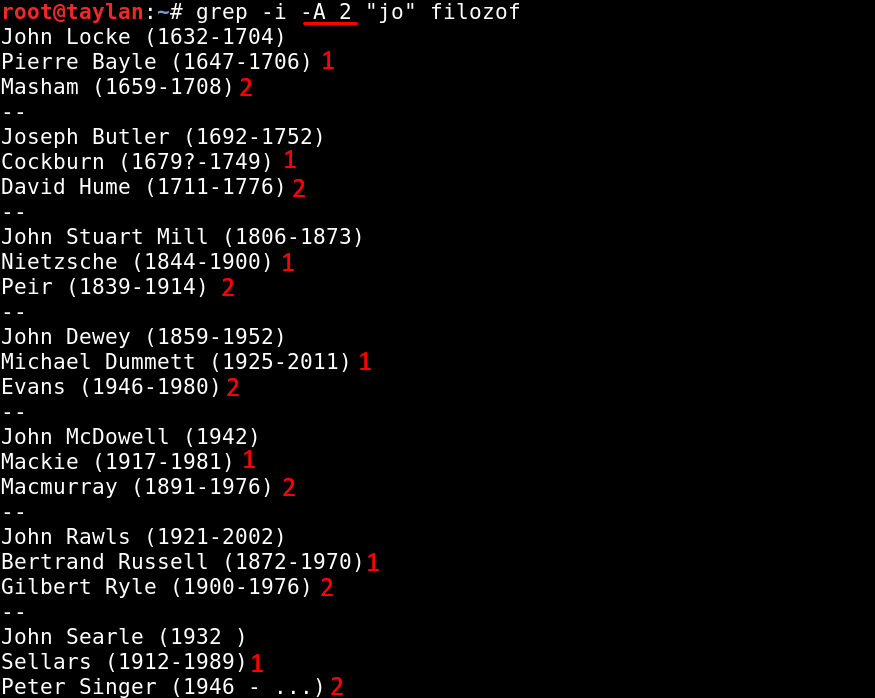 root@taylan:~# grep -i -A 2 "jo" filozof
John Locke (1632-1704)
Pierre Bayle (1647-1706) 1
Masham (1659-1708) 2
--
Joseph Butler (1692-1752)
Cockburn (1679?-1749) 1
David Hume (1711-1776) 2
--
John Stuart Mill (1806-1873)
Nietzsche (1844-1900) 1
Peir (1839-1914) 2
--
John Dewey (1859-1952)
Michael Dummett (1925-2011) 1
Evans (1946-1980) 2
--
John McDowell (1942)
Mackie (1917-1981) 1
Macmurray (1891-1976) 2
--
John Rawls (1921-2002)
Bertrand Russell (1872-1970) 1
Gilbert Ryle (1900-1976) 2
--
John Searle (1932 )
Sellars (1912-1989) 1
Peter Singer (1946 - ...) 2